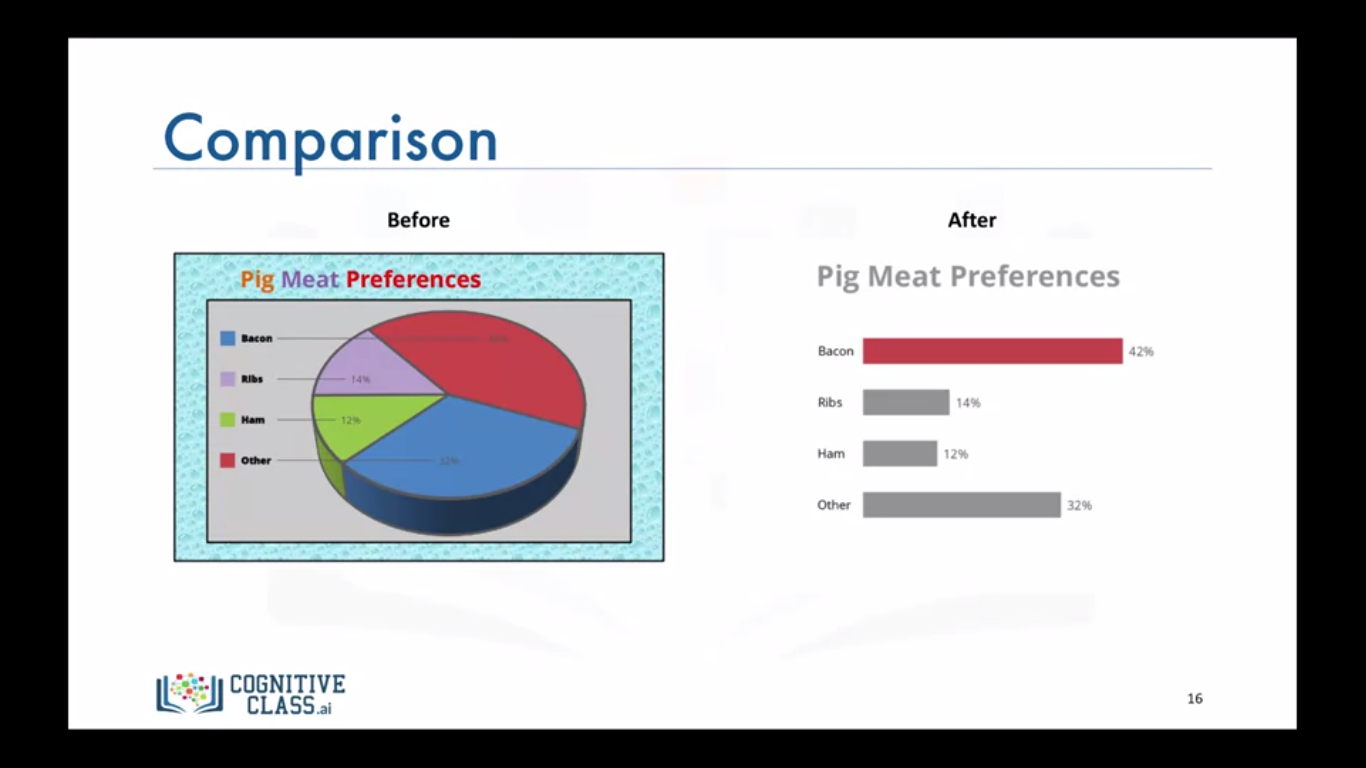 Comparison
Before
Pig Meat Preferences
Bacon
Ribs
14%
Ham
12%
Other
32%
After
Pig Meat Preferences
Bacon 42%
Ribs 14%
Ham 12%
Other 32%
COGNITIVE
CLASS.ai
16